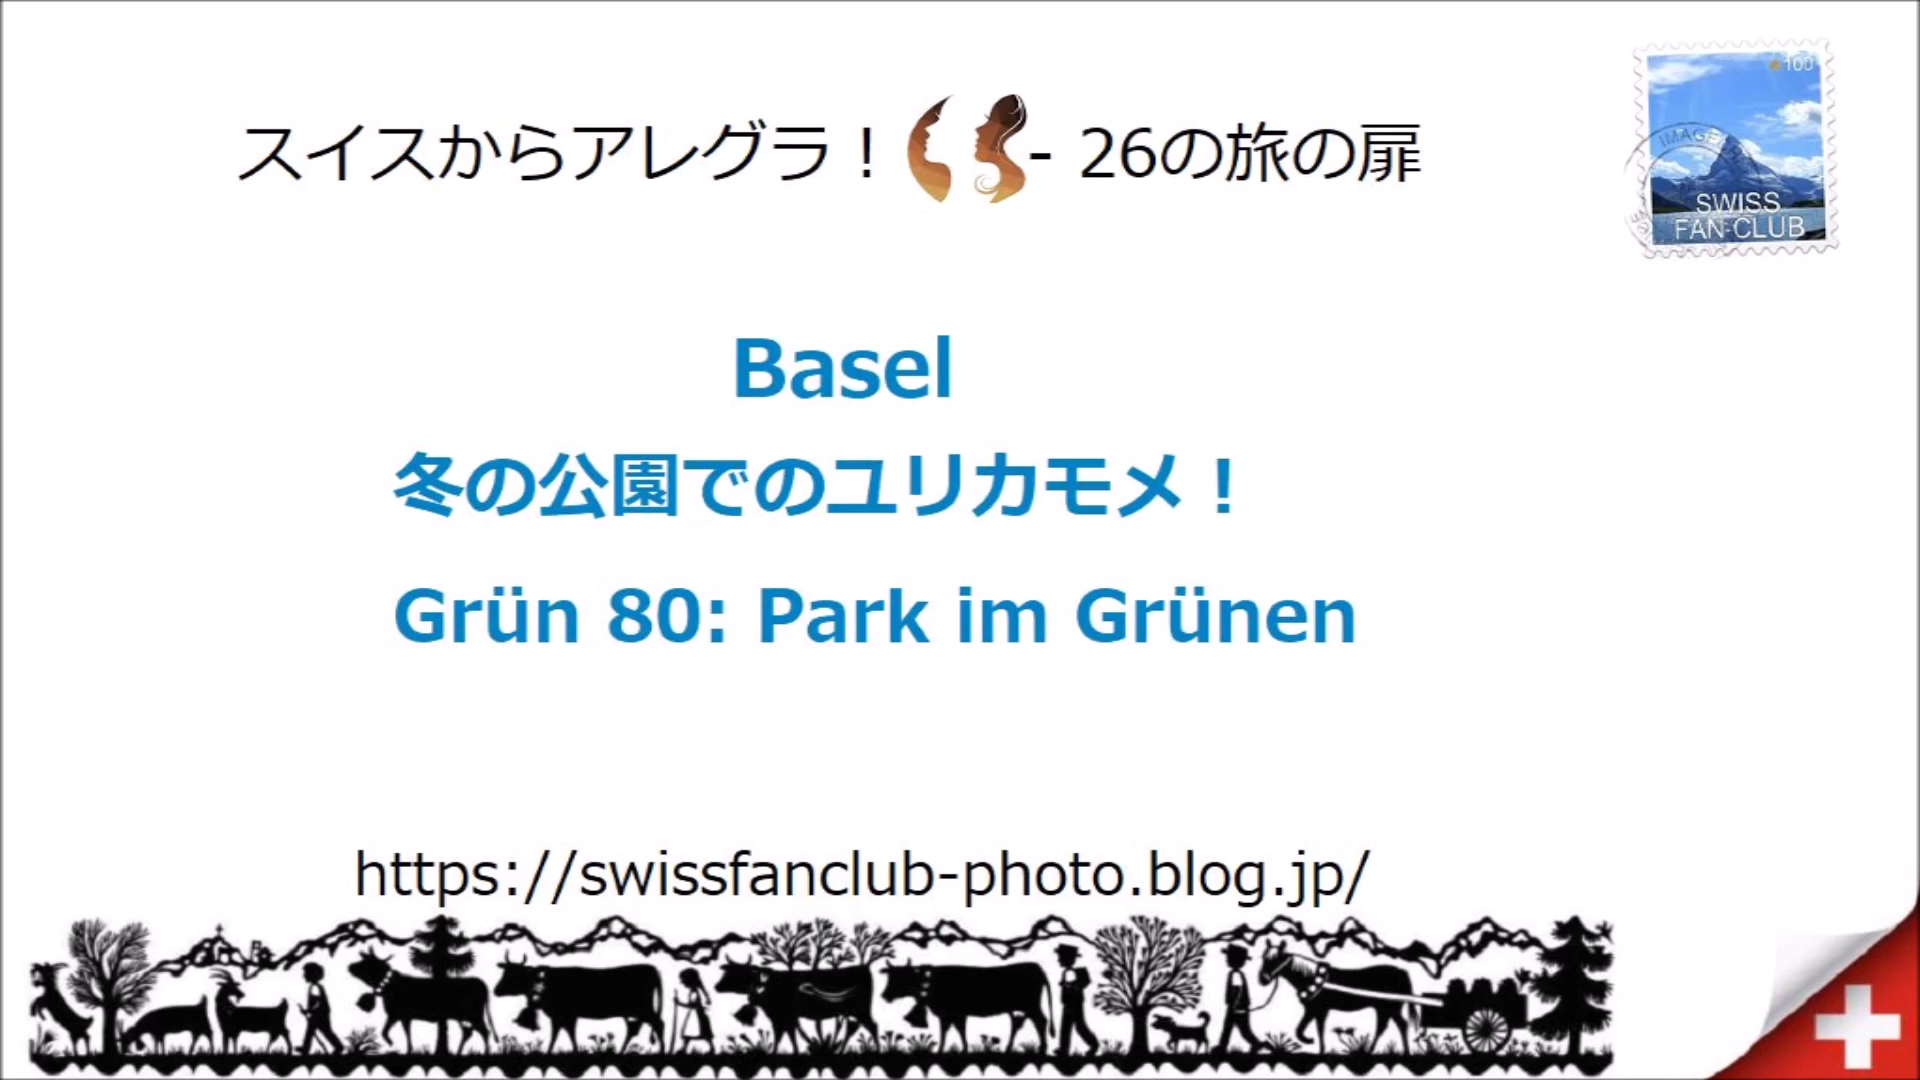 スイスからアレグラ！- 26の旅の扉
★100
IMAGE
SWISS
FAN CLUB
Basel
冬の公園でのユリカモメ！
Grün 80: Park im Grünen
https://swissfanclub-photo.blog.jp/